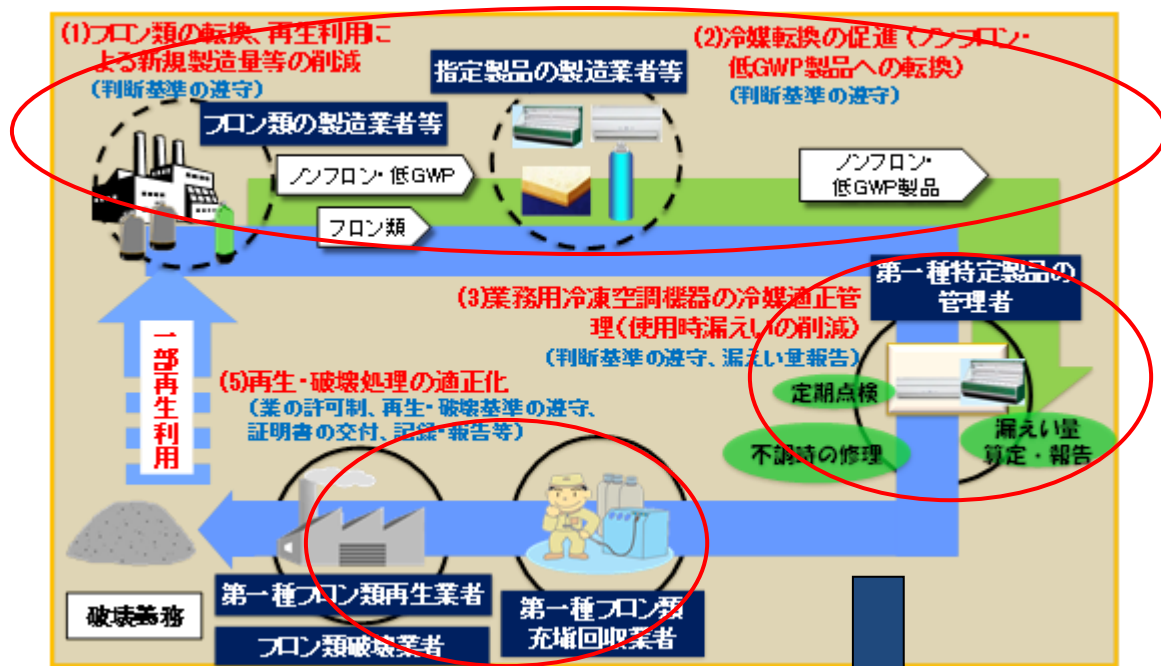 (1)フロン類の転換、再生利用に
よる新規製造量等の削減
(判断基準の遵守)
フロン類の製造業者等
指定製品の製造業者等
(2)冷媒転換の促進(ノンフロン・
低GWP製品への転換)
(判断基準の遵守)
ノンフロン・低GWP
フロン類
ノンフロン・
低GWP製品
第一種特定製品の
管理者
(3)業務用冷凍空調機器の冷媒適正管
理(使用時漏えいの削減)
(判断基準の遵守、漏えい量報告)
定期点検
不調時の修理
漏えい量
算定・報告
一部再生利用
(5)再生・破壊処理の適正化
(業の許可制、再生・破壊基準の遵守、
証明書の交付、記録・報告等)
破壊義務
第一種フロン類再生業者
フロン類破壊業者
第一種フロン類
充塡回収業者